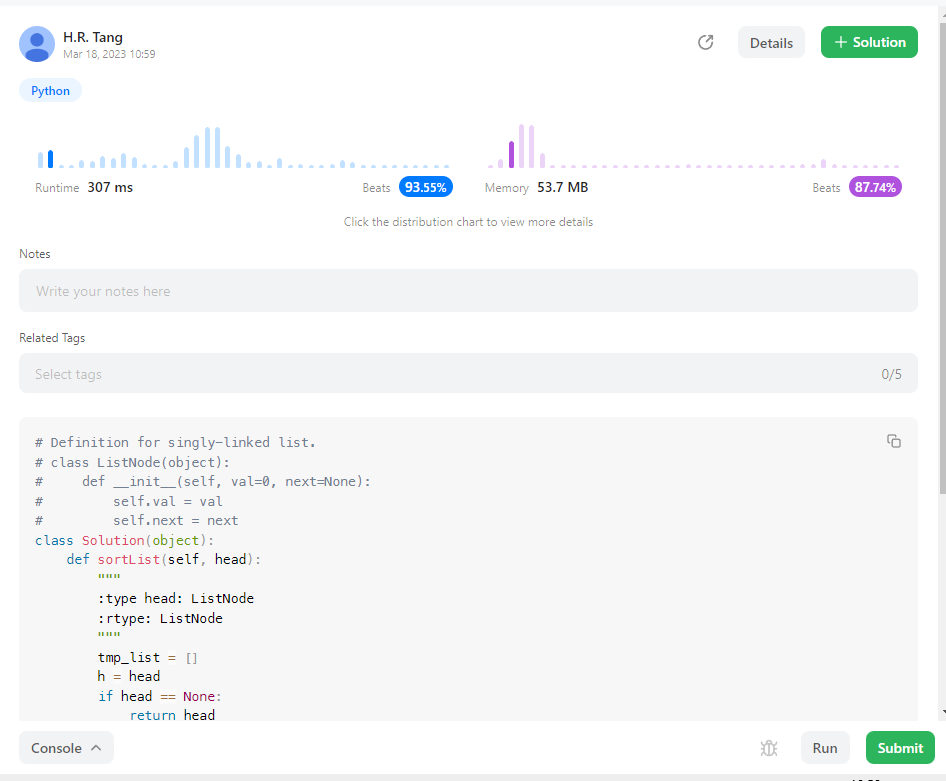 H.R. Tang
Mar 18, 2023 10:59
Details
+ Solution
Python
Runtime 307 ms
Beats 93.55%
Memory 53.7 MB
Beats 87.74%
Click the distribution chart to view more details
Notes
Write your notes here
Related Tags
Select tags
0/5
# Definition for singly-linked list.
# class ListNode(object):
#     def __init__(self, val=0, next=None):
#         self.val = val
#         self.next = next
class Solution(object):
    def sortList(self, head):
        """
        :type head: ListNode
        :rtype: ListNode
        """
        tmp_list = []
        h = head
        if head == None:
            return head
Console
Run
Submit